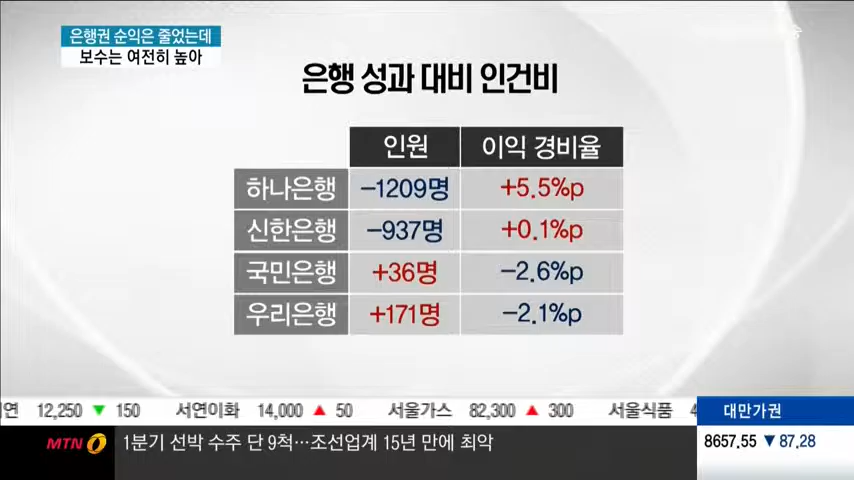 은행권 순익은 줄었는데
보수는 여전히 높아
은행 성과 대비 인건비
인원 이익 경비율
하나은행 -1209명 +5.5%p
신한은행 -937명 +0.1%p
국민은행 +36명 -2.6%p
우리은행 +171명 -2.1%p
12,250 ▼ 150 서연이화 14,000 ▲ 50 서울가스 82,300 ▲ 300 서울식품
대만가권
MTN 1분기 선박 수주 단 9척…조선업계 15년 만에 최악
8657.55 ▼87.28